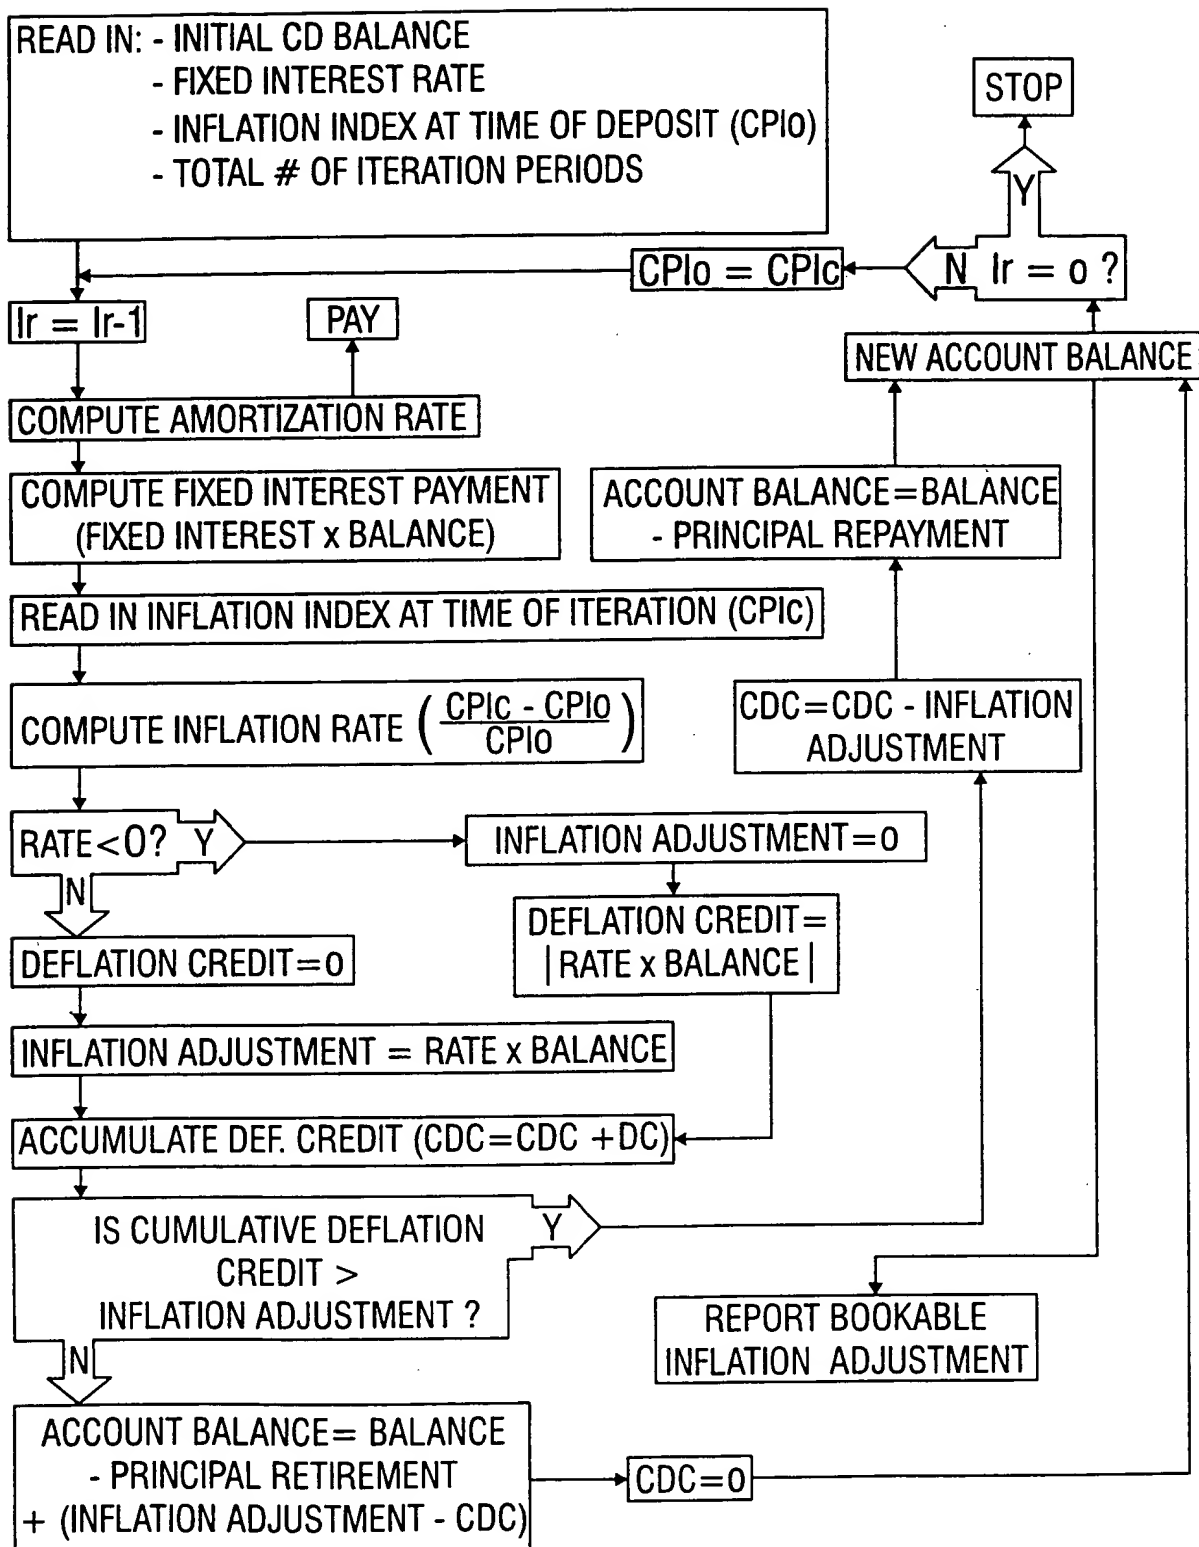 READ IN: - INITIAL CD BALANCE
- FIXED INTEREST RATE
- INFLATION INDEX AT TIME OF DEPOSIT (CPIo)
- TOTAL # OF ITERATION PERIODS
STOP
Y
CPIo = CPIc
N
Ir = o ?
Ir = Ir-1
PAY
NEW ACCOUNT BALANCE
COMPUTE AMORTIZATION RATE
COMPUTE FIXED INTEREST PAYMENT
(FIXED INTEREST x BALANCE)
ACCOUNT BALANCE=BALANCE
- PRINCIPAL REPAYMENT
READ IN INFLATION INDEX AT TIME OF ITERATION (CPIc)
COMPUTE INFLATION RATE (CPIc - CPIo / CPIo)
CDC=CDC - INFLATION
ADJUSTMENT
RATE<0?
Y
INFLATION ADJUSTMENT=o
N
DEFLATION CREDIT=
|RATE x BALANCE|
DEFLATION CREDIT=o
INFLATION ADJUSTMENT = RATE x BALANCE
ACCUMULATE DEF. CREDIT (CDC=CDC +DC)
IS CUMULATIVE DEFLATION
CREDIT >
INFLATION ADJUSTMENT ?
Y
N
REPORT BOOKABLE
INFLATION ADJUSTMENT
ACCOUNT BALANCE= BALANCE
- PRINCIPAL RETIREMENT
+ (INFLATION ADJUSTMENT - CDC)
CDC=o